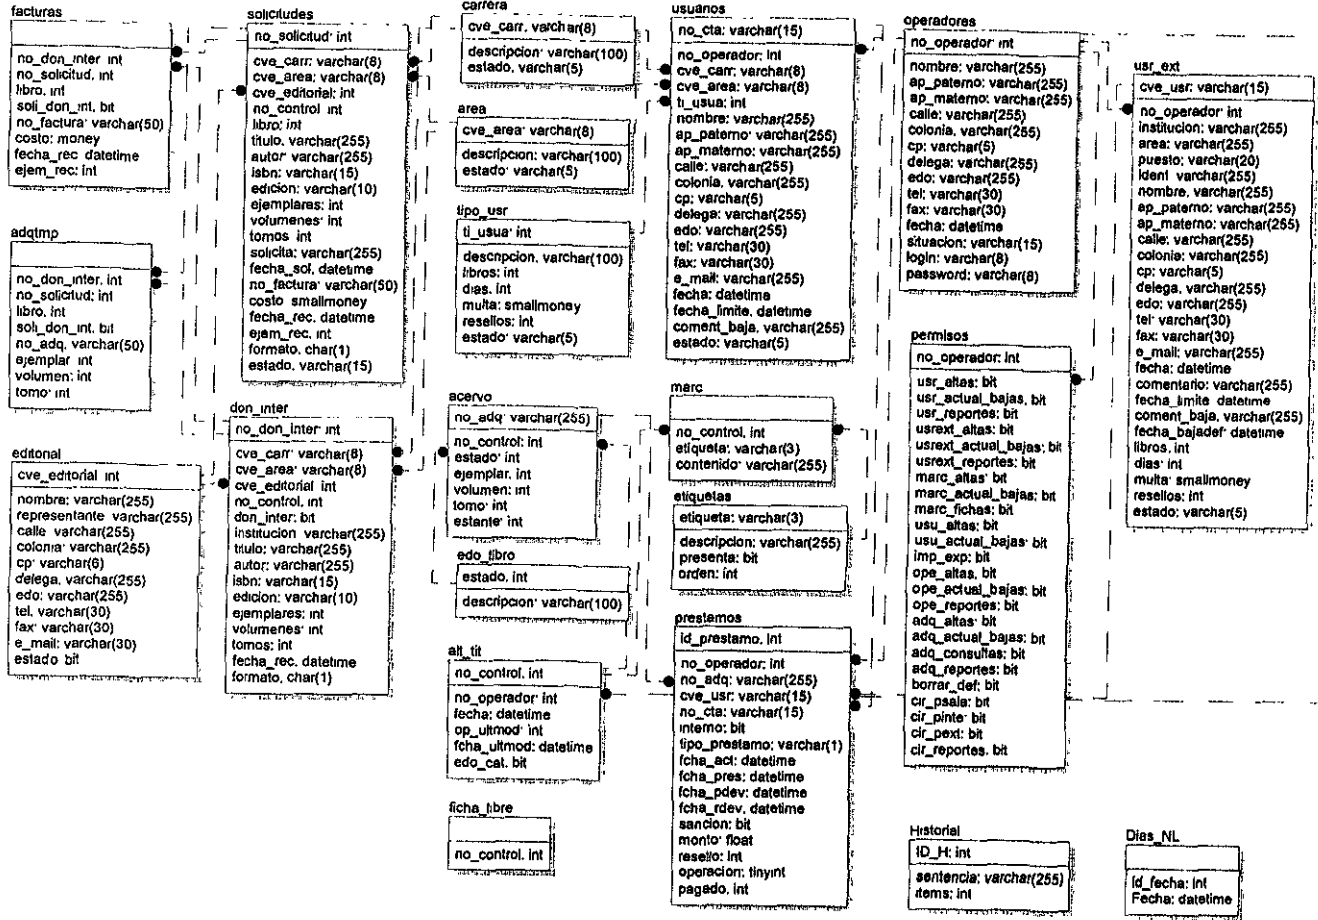 facturas
no_don_inter int
no_solicitud, int
libro, int
soli_don_int, bit
no_factura: varchar(50)
costo: money
fecha_rec datetime
ejem_rec: int
adqtmp
no_don_inter. int
no_solicitud: int
libro, int
soli_don_int. bit
no_adq. varchar(50)
ejemplar int
volumen: int
tomo: int
editorial
cve_editorial int
nombre: varchar(255)
representante varchar(255)
calle varchar(255)
colonia: varchar(255)
cp: varchar(6)
delega, varchar(255)
edo: varchar(255)
tel, varchar(30)
fax: varchar(30)
e_mail: varchar(30)
estado bit
solicitudes
no_solicitud: int
cve_carr: varchar(8)
cve_area: varchar(8)
cve_editorial: int
no_control: int
libro: int
titulo, varchar(255)
autor varchar(255)
isbn: varchar(15)
edicion: varchar(10)
ejemplares: int
volumenes: int
tomos int
solicita: varchar(255)
fecha_sol, datetime
no_factura: varchar(50)
costo smallmoney
fecha_rec. datetime
ejem_rec, int
formato, char(1)
estado, varchar(15)
don_inter
no_don_inter int
cve_carr: varchar(8)
cve_area: varchar(8)
cve_editorial int
no_control, int
don_inter: bit
institucion varchar(255)
titulo: varchar(255)
autor: varchar(255)
isbn: varchar(15)
edicion: varchar(10)
ejemplares: int
volumenes: int
tomos: int
fecha_rec, datetime
formato, char(1)
carrera
cve_carr, varchar(8)
descripcion: varchar(100)
estado, varchar(5)
area
cve_area: varchar(8)
descripcion: varchar(100)
estado: varchar(5)
tipo_usr
ti_usua: int
descripcion, varchar(100)
libros: int
dias, int
multa: smallmoney
resellos: int
estado: varchar(5)
acervo
no_adq: varchar(255)
no_control: int
estado: int
ejemplar, int
volumen: int
tomo: int
estante: int
edo_libro
estado, int
descripcion: varchar(100)
alt_tit
no_control. int
no_operador: int
fecha: datetime
op_ultmod: int
fcha_ultmod: datetime
edo_cat. bit
ficha_libre
no_control. int
usuarios
no_cta: varchar(15)
no_operador: int
cve_carr: varchar(8)
cve_area: varchar(8)
ti_usua: int
nombre: varchar(255)
ap_paterno: varchar(255)
ap_materno: varchar(255)
calle: varchar(255)
colonia, varchar(255)
cp: varchar(5)
delega: varchar(255)
edo: varchar(255)
tel: varchar(30)
fax: varchar(30)
e_mail: varchar(255)
fecha: datetime
fecha_limite, datetime
coment_baja, varchar(255)
estado: varchar(5)
marc
no_control, int
etiqueta: varchar(3)
contenido: varchar(255)
etiquetas
etiqueta: varchar(3)
descripcion: varchar(255)
presenta: bit
orden: int
prestamos
id_prestamo, int
no_operador: int
no_adq: varchar(255)
cve_usr: varchar(15)
no_cta: varchar(15)
interno: bit
tipo_prestamo: varchar(1)
fcha_act: datetime
fcha_pres: datetime
fcha_pdev: datetime
fcha_rdev, datetime
sancion: bit
monto: float
resello: int
operacion: tinyint
pagado, int
operadores
no_operador: int
nombre: varchar(255)
ap_paterno: varchar(255)
ap_materno: varchar(255)
calle: varchar(255)
colonia, varchar(255)
cp: varchar(5)
delega: varchar(255)
edo: varchar(255)
tel: varchar(30)
fax: varchar(30)
fecha: datetime
situacion: varchar(15)
login: varchar(8)
password: varchar(8)
permisos
no_operador: int
usr_altas: bit
usr_actual_bajas, bit
usr_reportes: bit
usrext_altas: bit
usrext_actual_bajas: bit
usrext_reportes: bit
marc_altas: bit
marc_actual_bajas: bit
marc_fichas: bit
usu_altas: bit
usu_actual_bajas: bit
imp_exp: bit
ope_altas, bit
ope_actual_bajas: bit
ope_reportes: bit
adq_altas: bit
adq_actual_bajas: bit
adq_consultas: bit
adq_reportes: bit
borrar_def: bit
cir_psala: bit
cir_pinte: bit
cir_pext: bit
cir_reportes. bit
Historial
ID_H: int
sentencia: varchar(255)
items: int
usr_ext
cve_usr: varchar(15)
no_operador: int
institucion: varchar(255)
area: varchar(255)
puesto: varchar(20)
ident varchar(255)
nombre, varchar(255)
ap_paterno: varchar(255)
ap_materno: varchar(255)
calle: varchar(255)
colonia: varchar(255)
cp: varchar(5)
delega, varchar(255)
edo: varchar(255)
tel: varchar(30)
fax: varchar(30)
e_mail: varchar(255)
fecha: datetime
comentario: varchar(255)
fecha_limite datetime
coment_baja, varchar(255)
fecha_bajadef: datetime
libros, int
dias: int
multa: smallmoney
resellos: int
estado: varchar(5)
Dias_NL
Id_fecha: int
Fecha: datetime